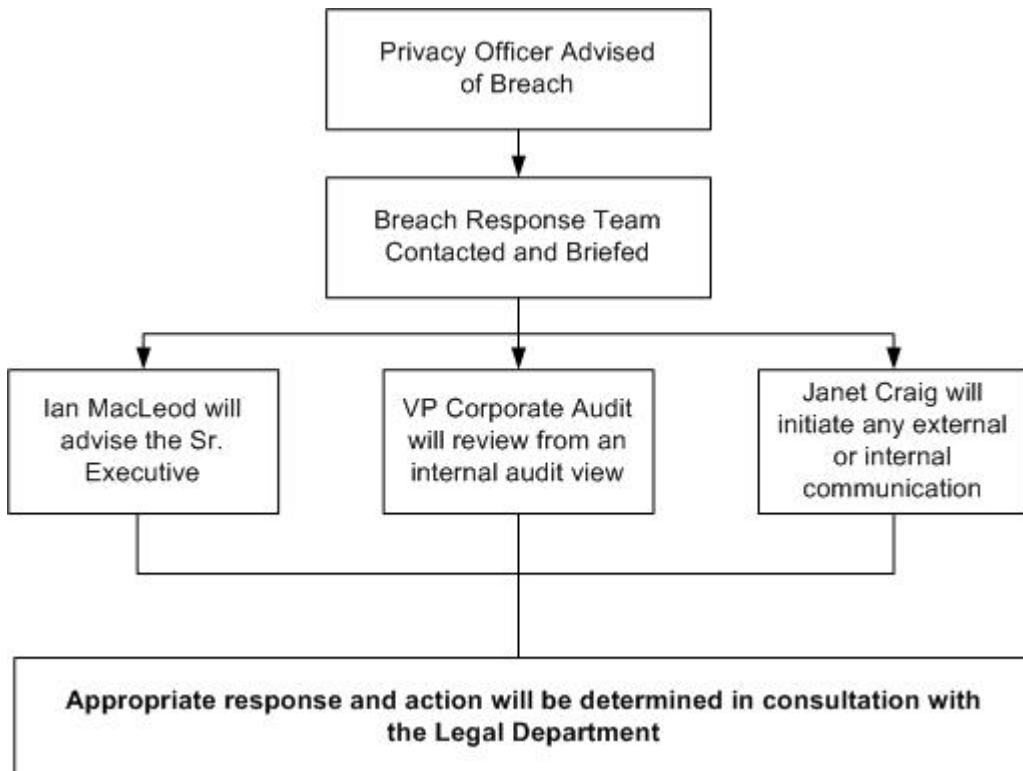 Privacy Officer Advised
of Breach
Breach Response Team
Contacted and Briefed
Ian MacLeod will
advise the Sr.
Executive
VP Corporate Audit
will review from an
internal audit view
Janet Craig will
initiate any external
or internal
communication
Appropriate response and action will be determined in consultation with
the Legal Department